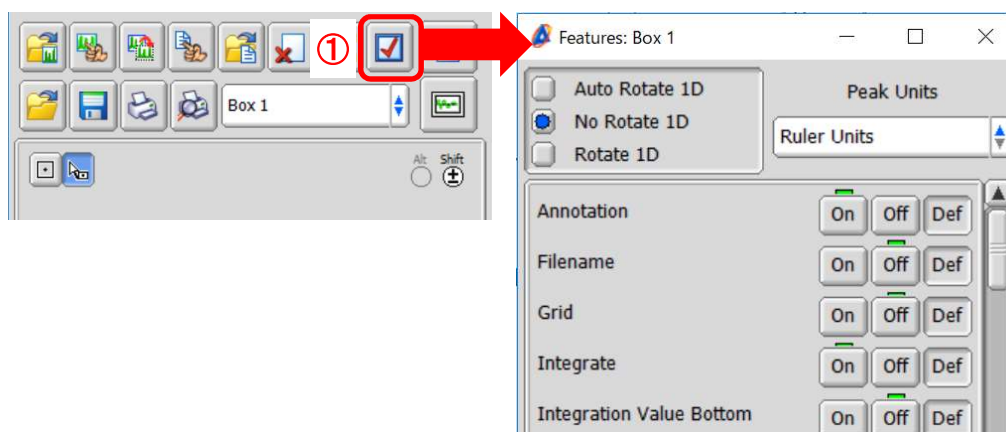 ①
Box 1
Alt Shift
Features: Box 1
Auto Rotate 1D
No Rotate 1D
Rotate 1D
Peak Units
Ruler Units
Annotation On Off Def
Filename On Off Def
Grid On Off Def
Integrate On Off Def
Integration Value Bottom On Off Def